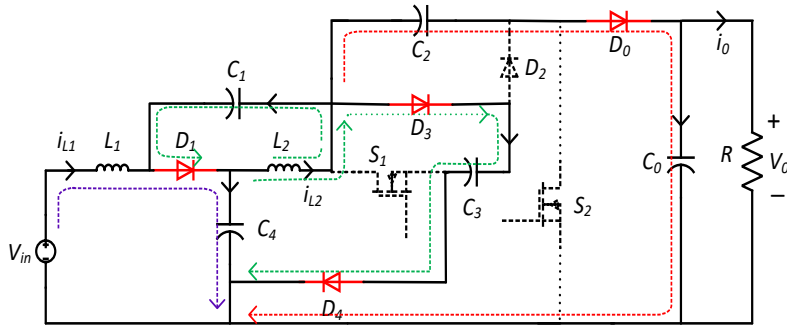 C2
D0
i0
D2
C1
D3
iL1
L1
D1
L2
S1
iL2
C3
C4
S2
C0
R
+
V0
−
Vin
+
−
D4